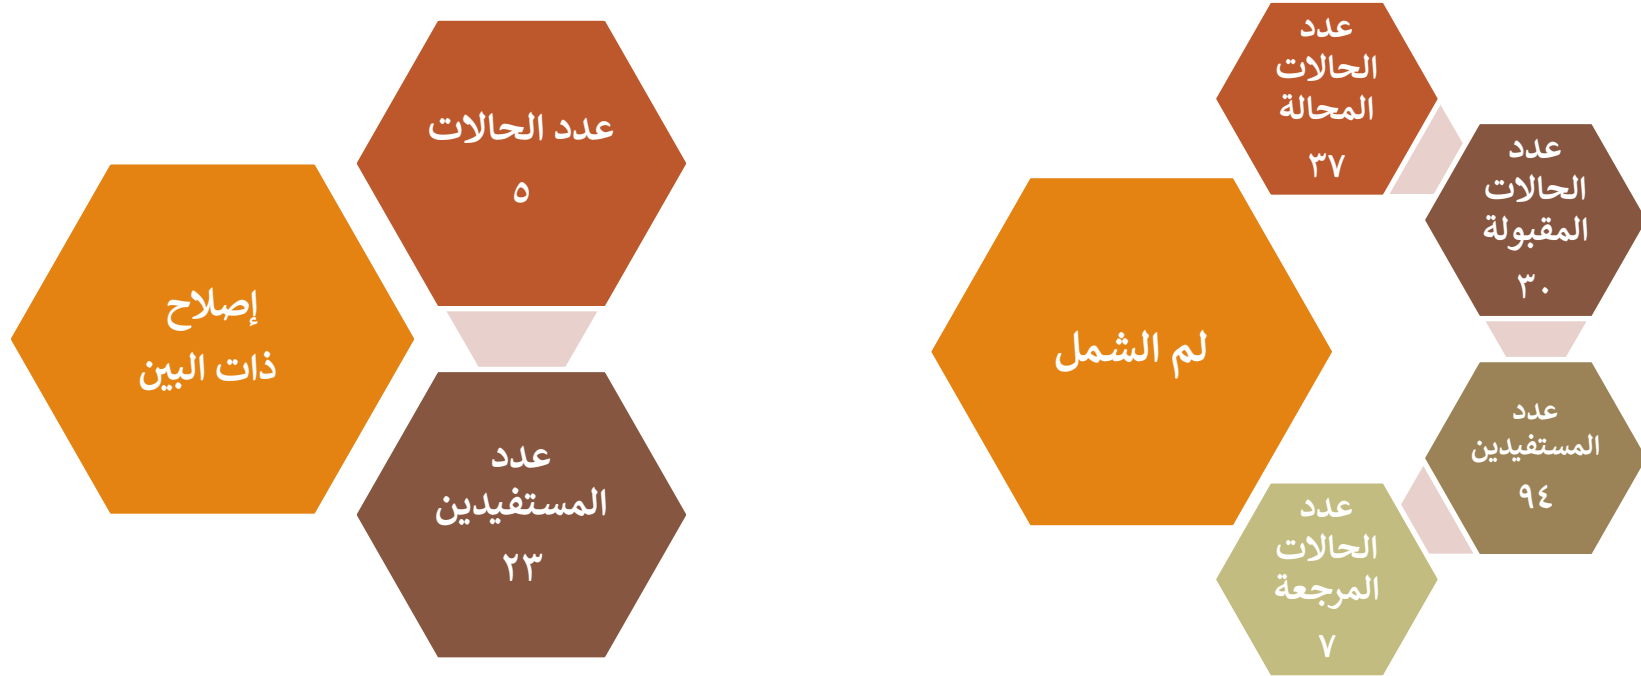 لم الشمل
عدد
الحالات
المحالة
٣٧
عدد
الحالات
المقبولة
٣٠
عدد
المستفيدين
٩٤
عدد
الحالات
المرجعة
٧
إصلاح
ذات البين
عدد الحالات
٥
عدد
المستفيدين
٢٣